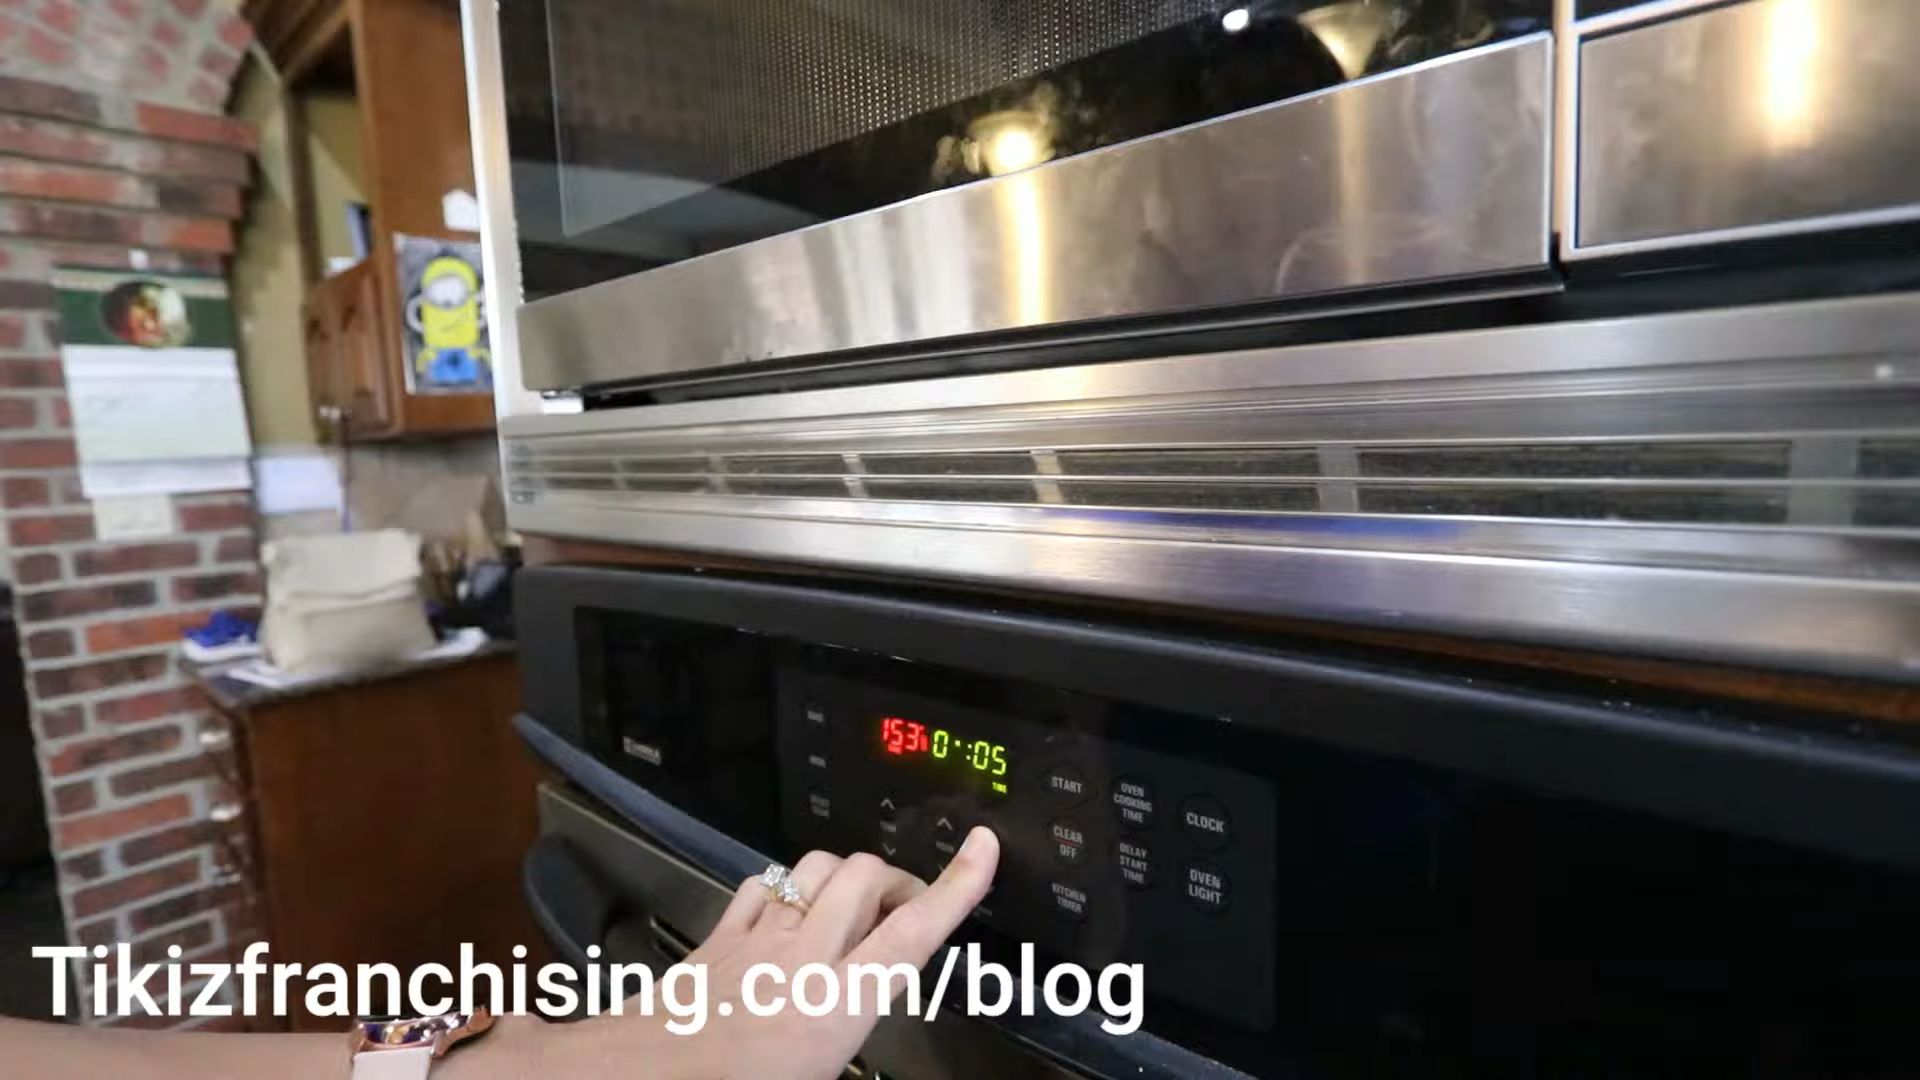 153°
0 :05
TIME
START
OVEN
COOKING
TIME
CLOCK
CLEAR
OFF
DELAY
START
TIME
OVEN
LIGHT
KITCHEN
TIMER
Tikizfranchising.com/blog